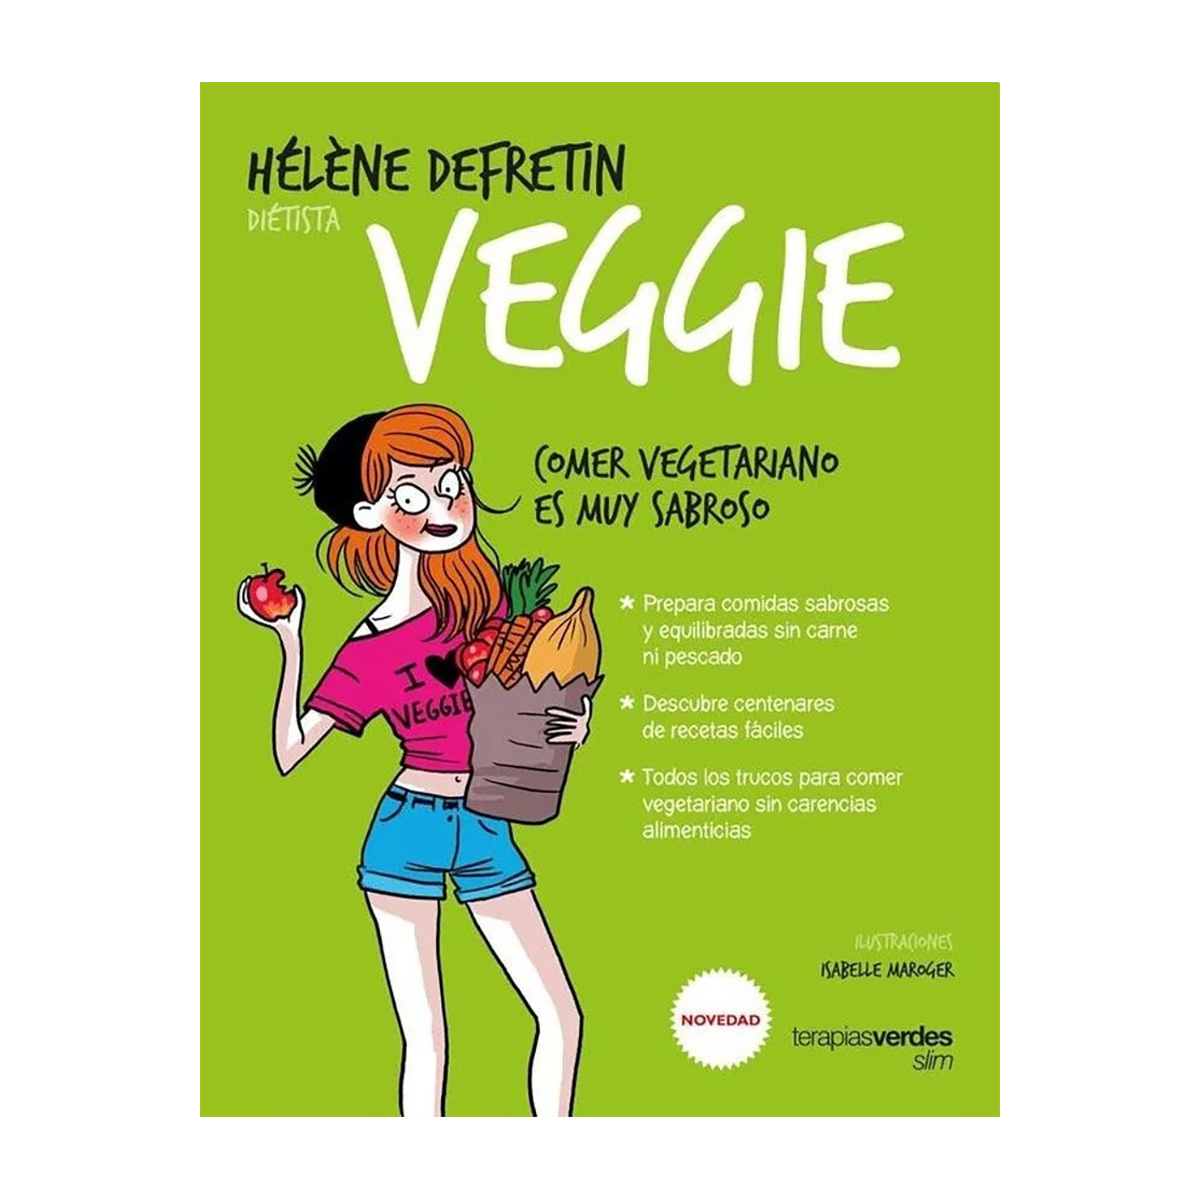 HÉLÈNE DEFRETIN
DIÉTISTA
VEGGIE
COMER VEGETARIANO
ES MUY SABROSO
* Prepara comidas sabrosas
y equilibradas sin carne
ni pescado
* Descubre centenares
de recetas fáciles
* Todos los trucos para comer
vegetariano sin carencias
alimenticias
I ♥
VEGGIE
ILUSTRACIONES
ISABELLE MAROGER
NOVEDAD
terapiasverdes
slim